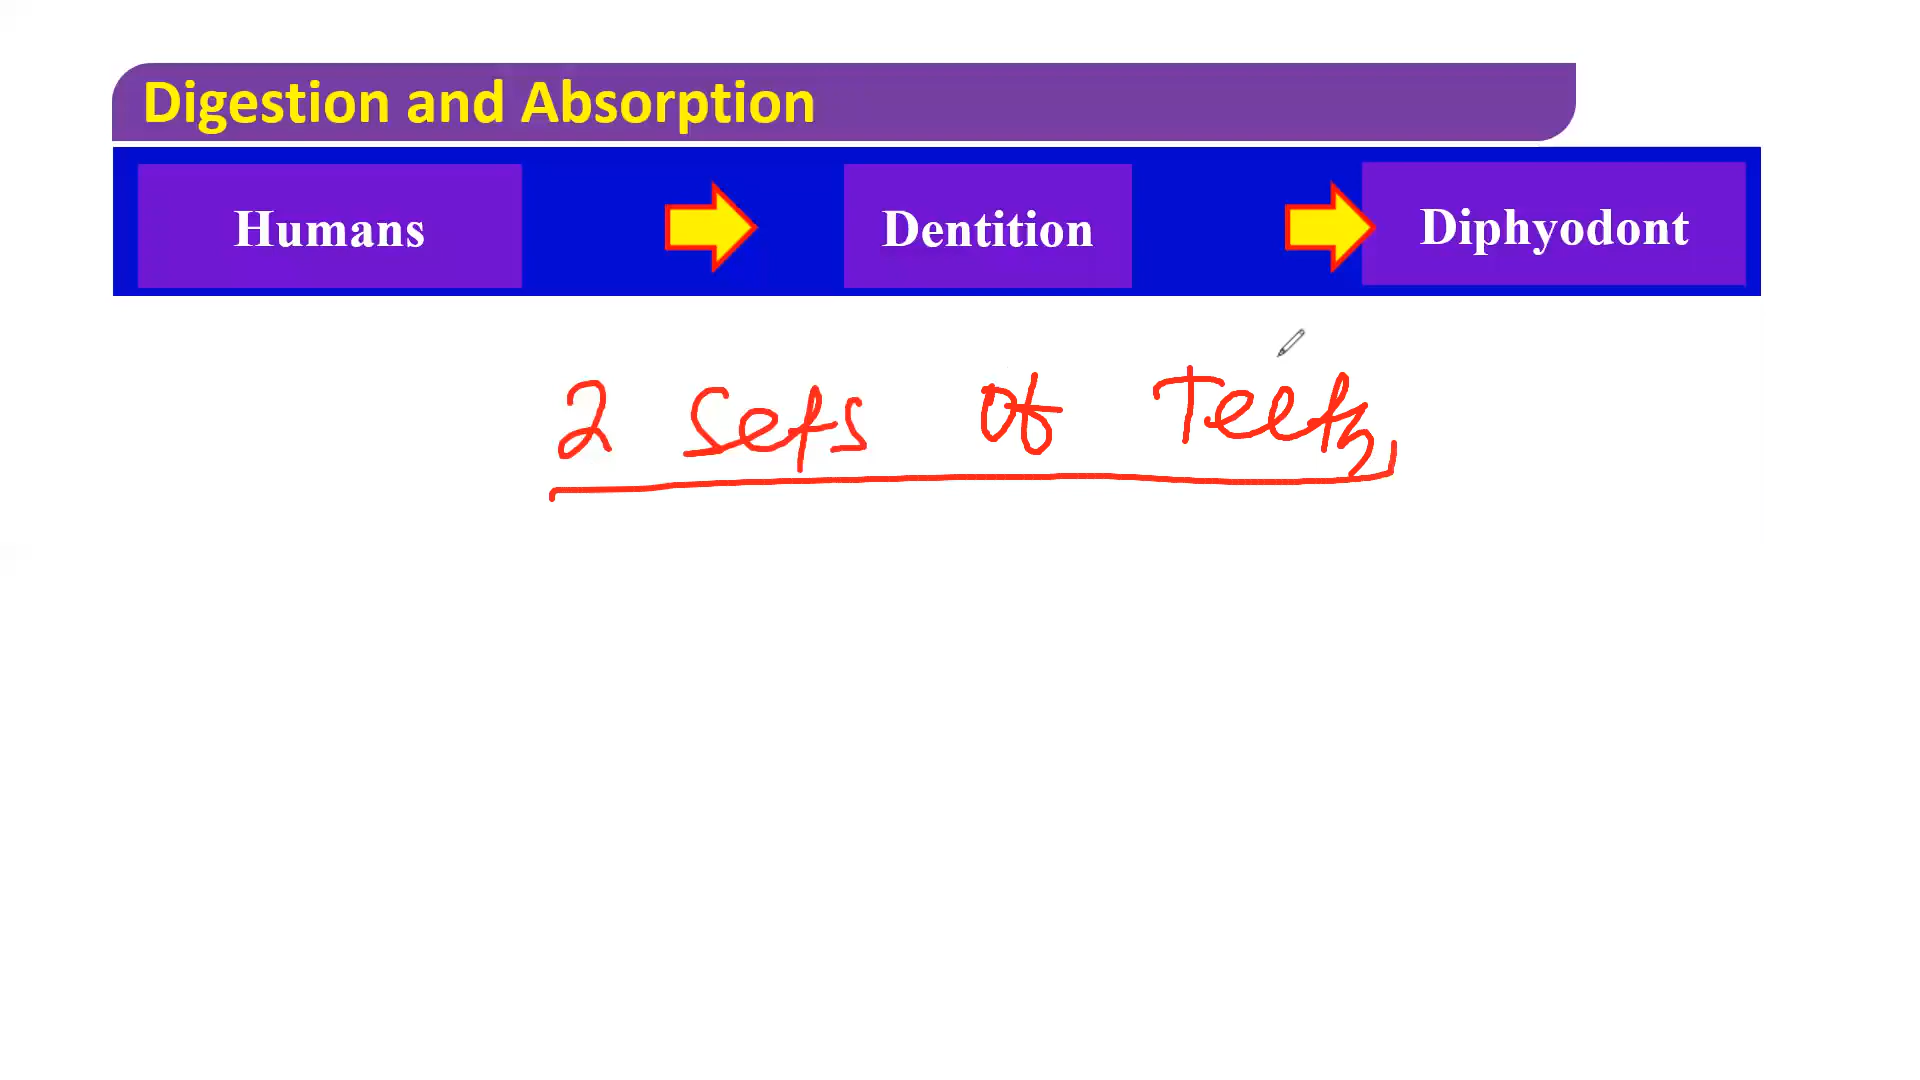 Digestion and Absorption
Humans Dentition Diphyodont
2 Sets of Teeth